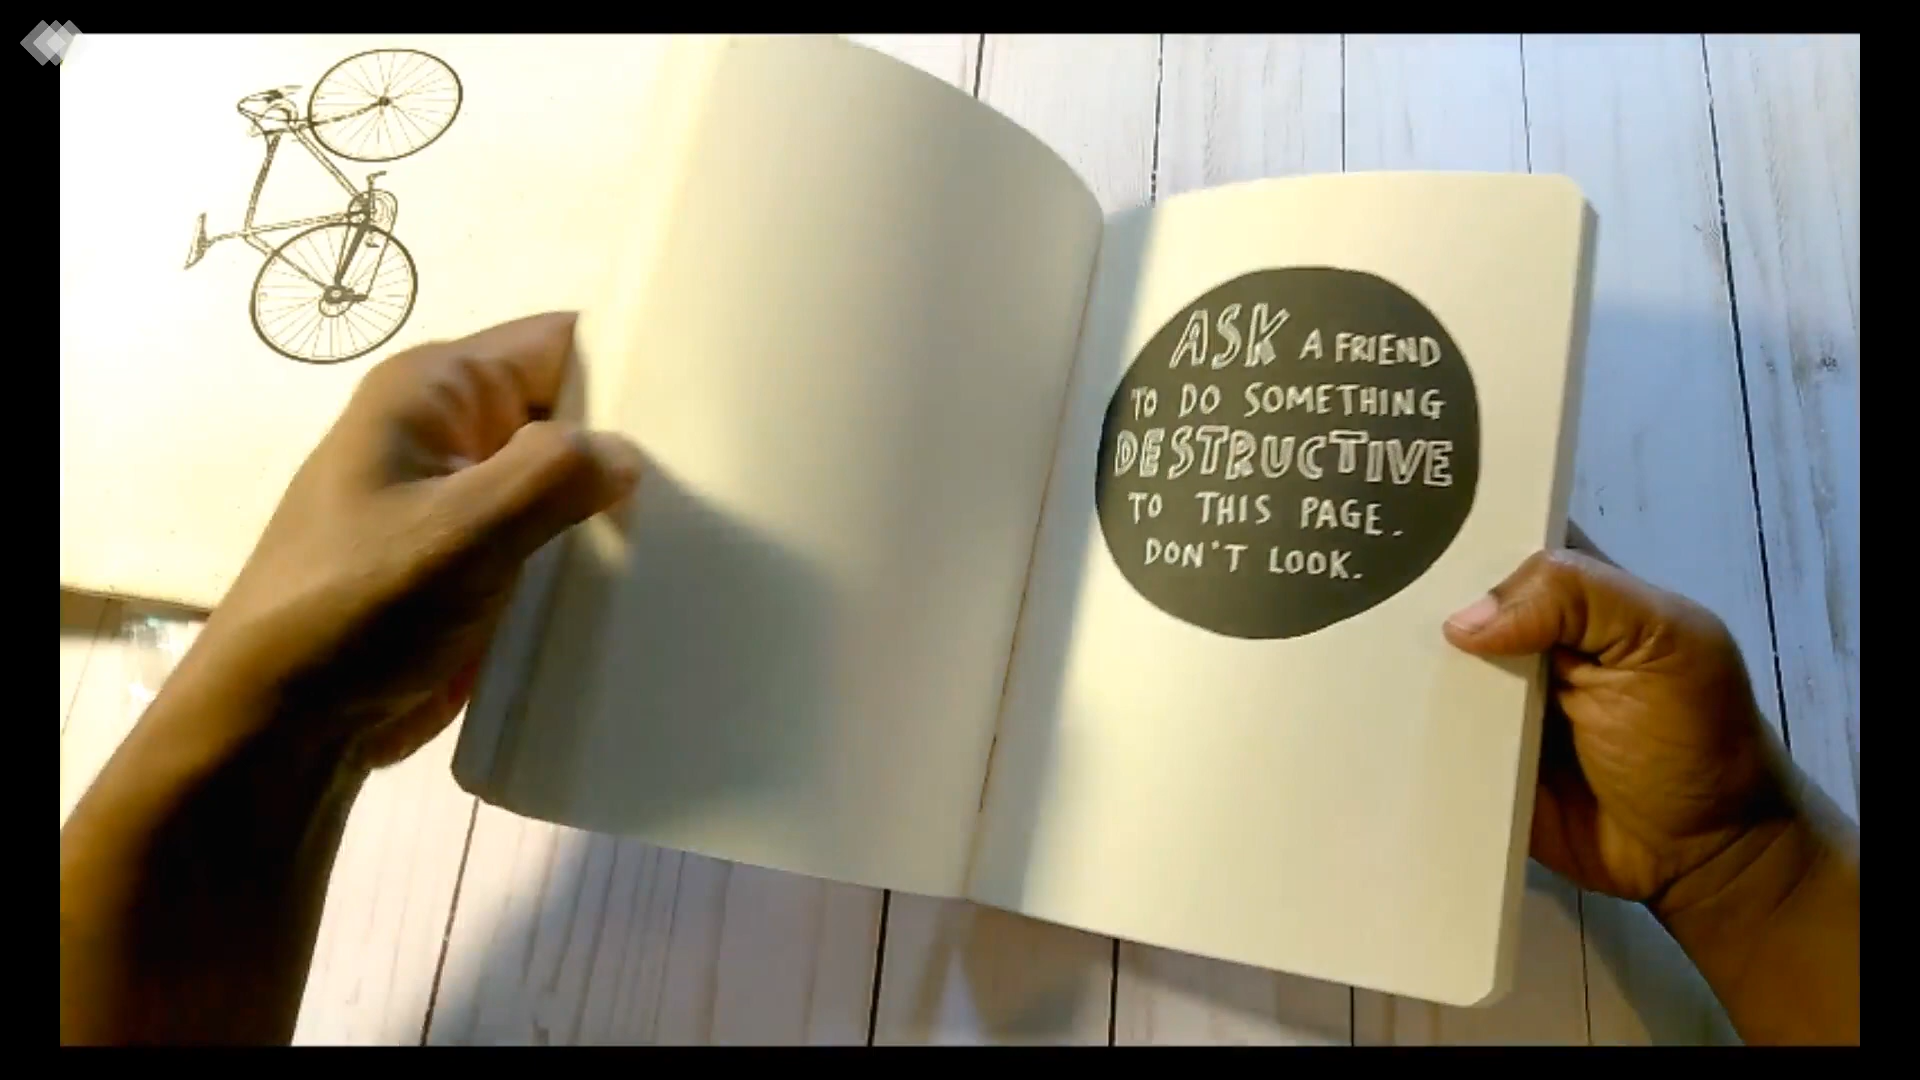 ASK A FRIEND
TO DO SOMETHING
DESTRUCTIVE
TO THIS PAGE.
DON'T LOOK.